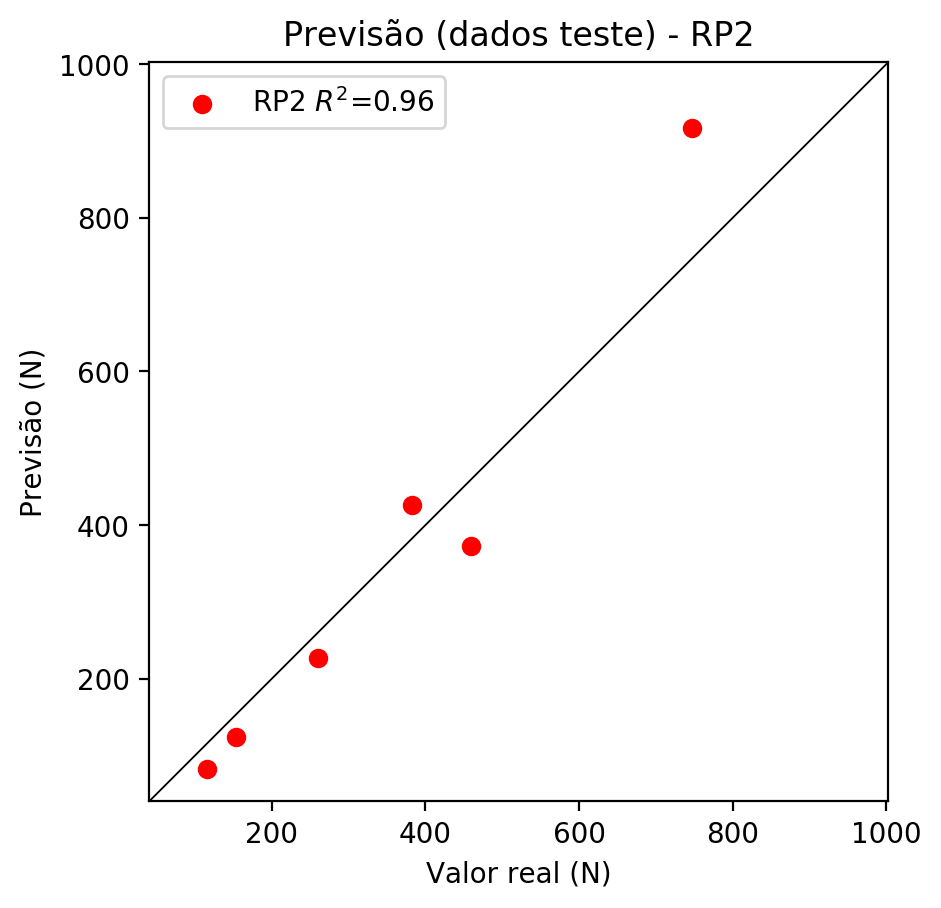 Previsão (dados teste) - RP2
RP2 R²=0.96
1000
800
600
400
200
Previsão (N)
200 400 600 800 1000
Valor real (N)